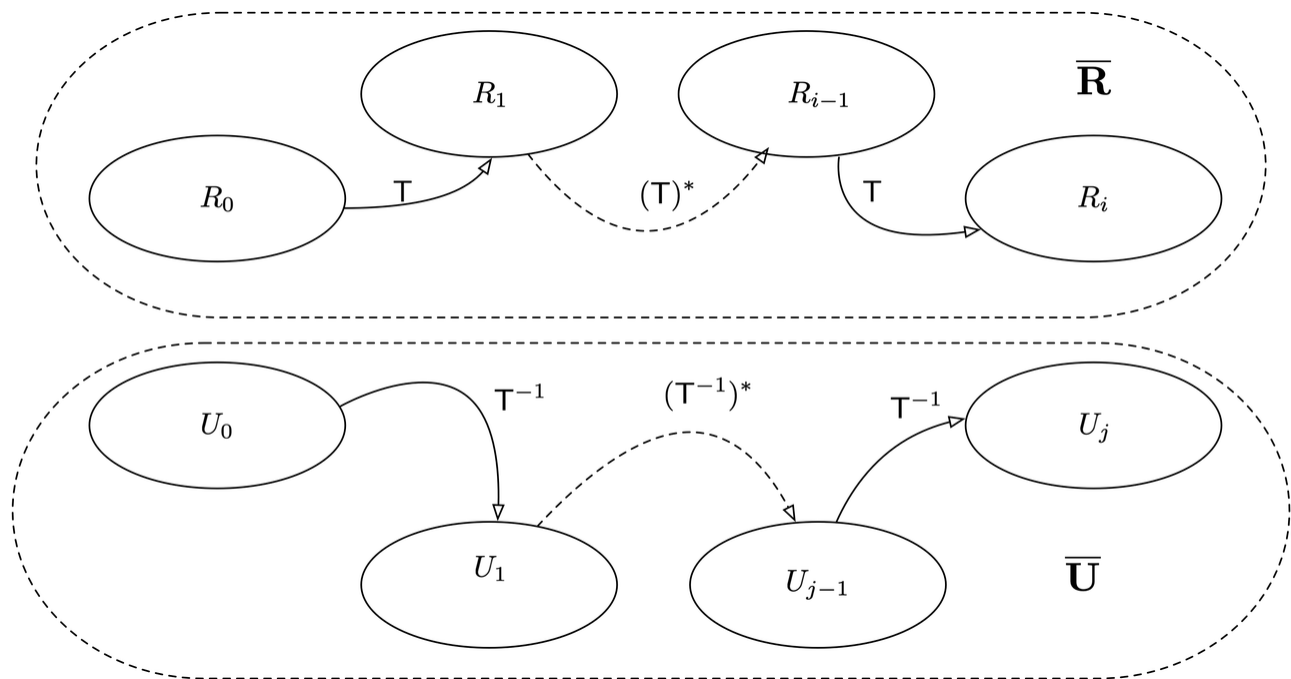 R₁
R_{i−1}
R̅
R₀
T
(T)*
T
R_i
U₀
T⁻¹
(T⁻¹)*
T⁻¹
U_j
U₁
U_{j−1}
U̅